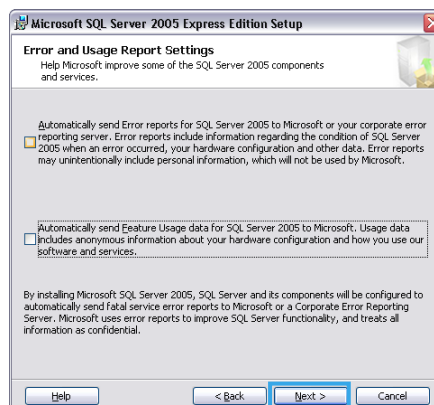 Microsoft SQL Server 2005 Express Edition Setup
Error and Usage Report Settings
Help Microsoft improve some of the SQL Server 2005 components
and services.
Automatically send Error reports for SQL Server 2005 to Microsoft or your corporate error
reporting server. Error reports include information regarding the condition of SQL Server
2005 when an error occurred, your hardware configuration and other data. Error reports
may unintentionally include personal information, which will not be used by Microsoft.
Automatically send Feature Usage data for SQL Server 2005 to Microsoft. Usage data
includes anonymous information about your hardware configuration and how you use our
software and services.
By installing Microsoft SQL Server 2005, SQL Server and its components will be configured to
automatically send fatal service error reports to Microsoft or a Corporate Error Reporting
Server. Microsoft uses error reports to improve SQL Server functionality, and treats all
information as confidential.
Help
< Back
Next >
Cancel